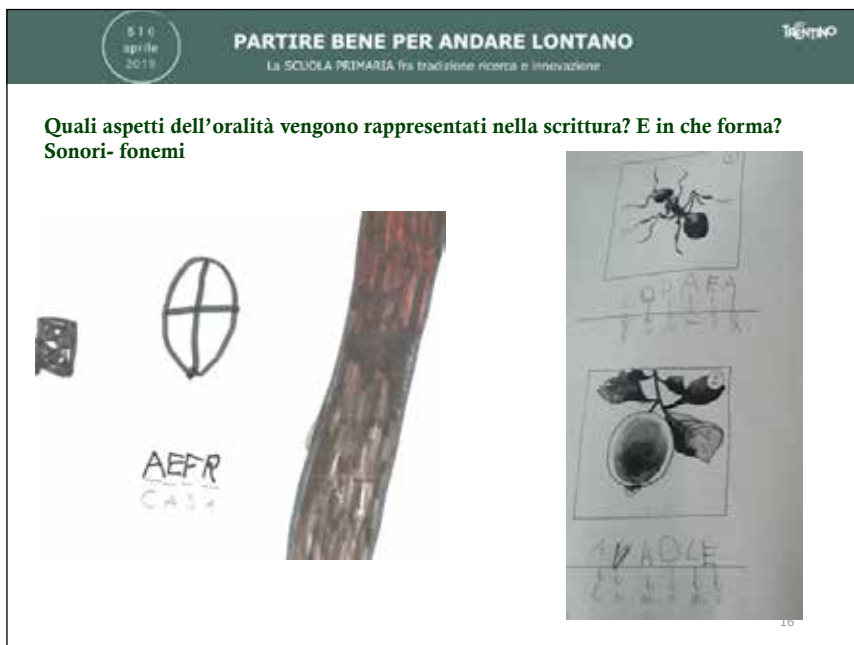 5 | 6
aprile
2019
PARTIRE BENE PER ANDARE LONTANO
La SCUOLA PRIMARIA fra tradizione ricerca e innovazione
TRENTINO
Quali aspetti dell'oralità vengono rappresentati nella scrittura? E in che forma?
Sonori- fonemi
AEFR
CASA
16